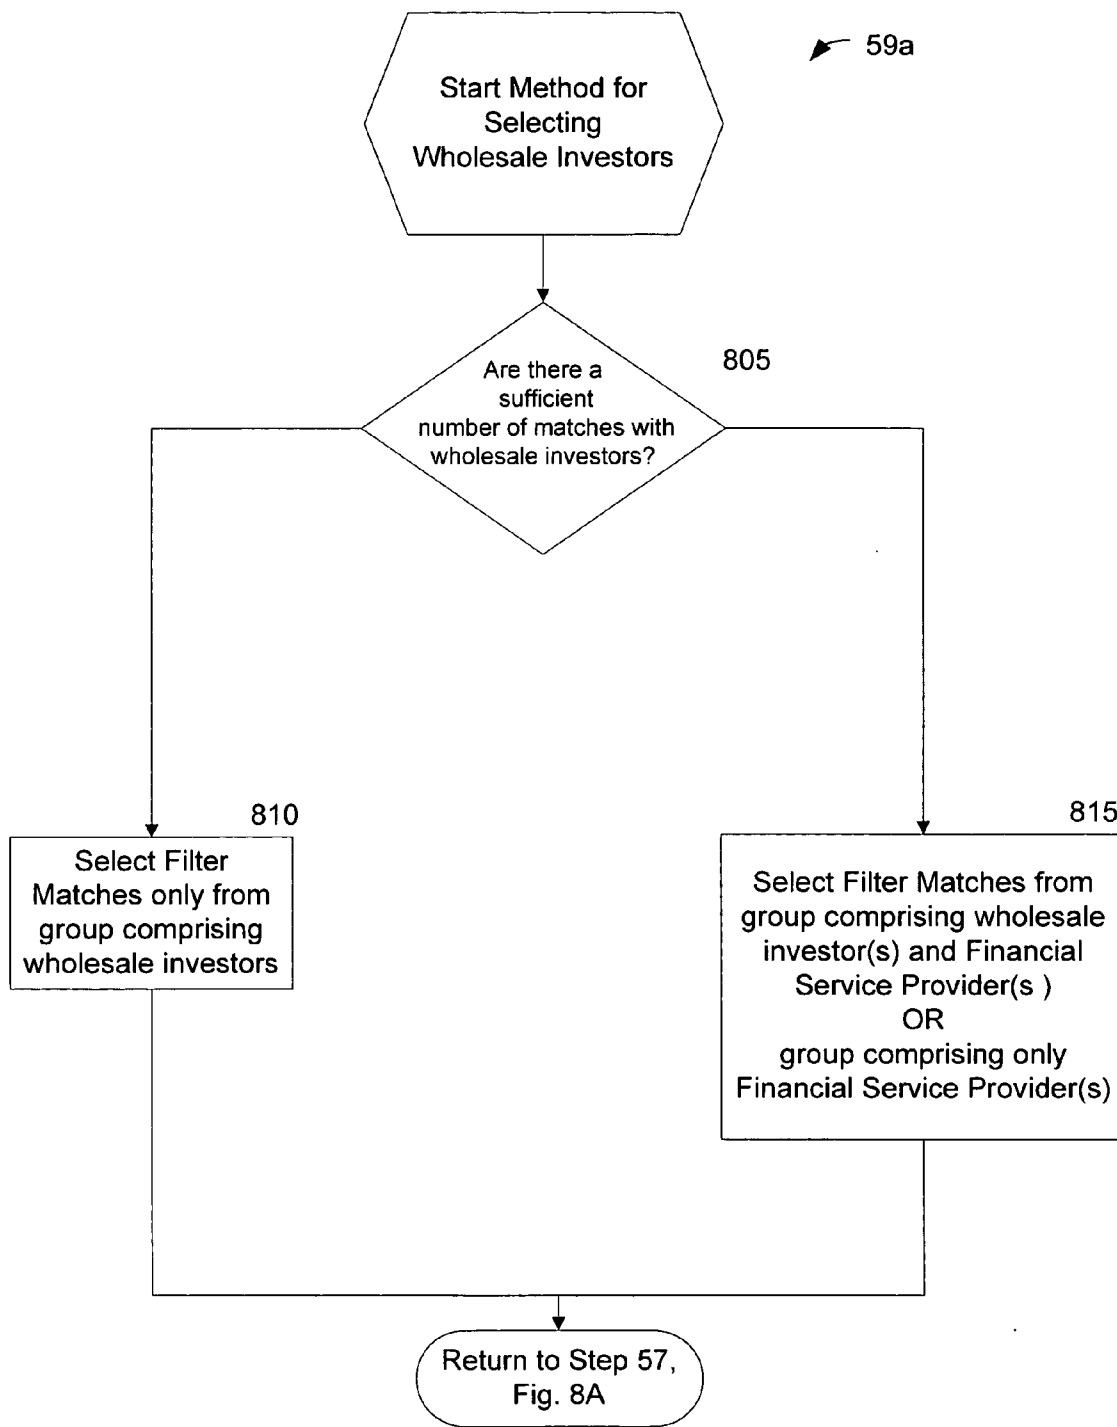 59a
Start Method for
Selecting
Wholesale Investors
805
Are there a
sufficient
number of matches with
wholesale investors?
810
Select Filter
Matches only from
group comprising
wholesale investors
815
Select Filter Matches from
group comprising wholesale
investor(s) and Financial
Service Provider(s )
OR
group comprising only
Financial Service Provider(s)
Return to Step 57,
Fig. 8A